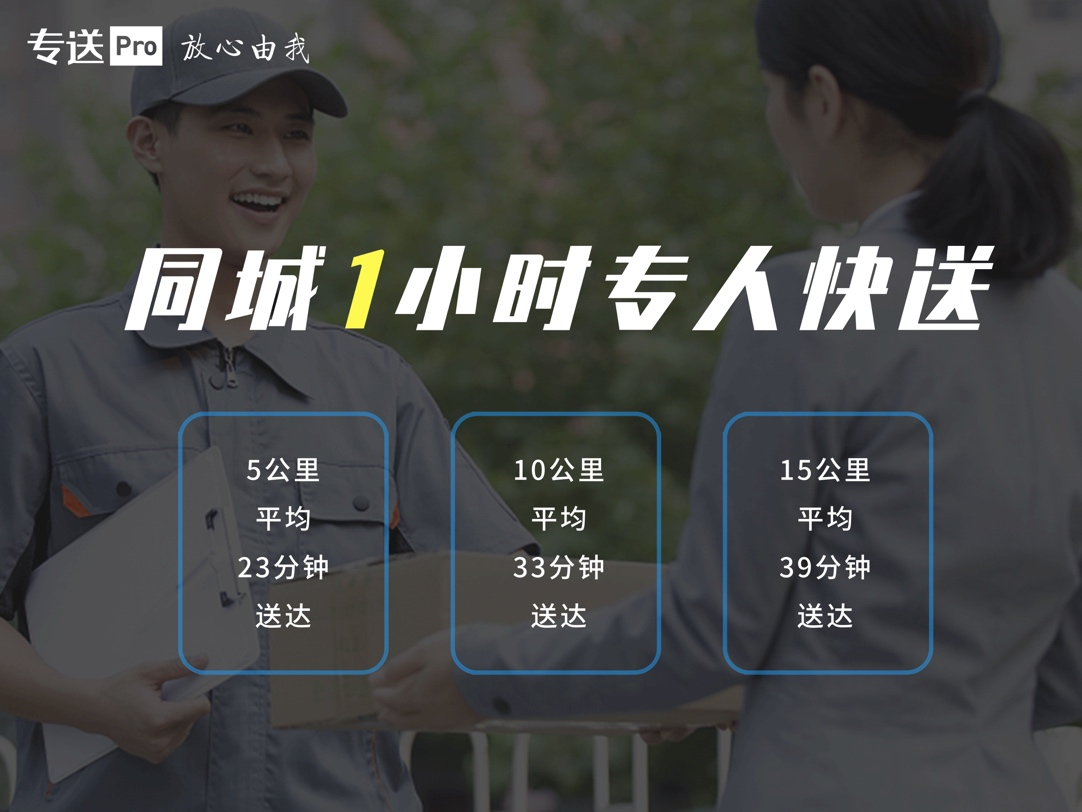 专送Pro 放心由我
同城1小时专人快送
5公里
平均
23分钟
送达
10公里
平均
33分钟
送达
15公里
平均
39分钟
送达